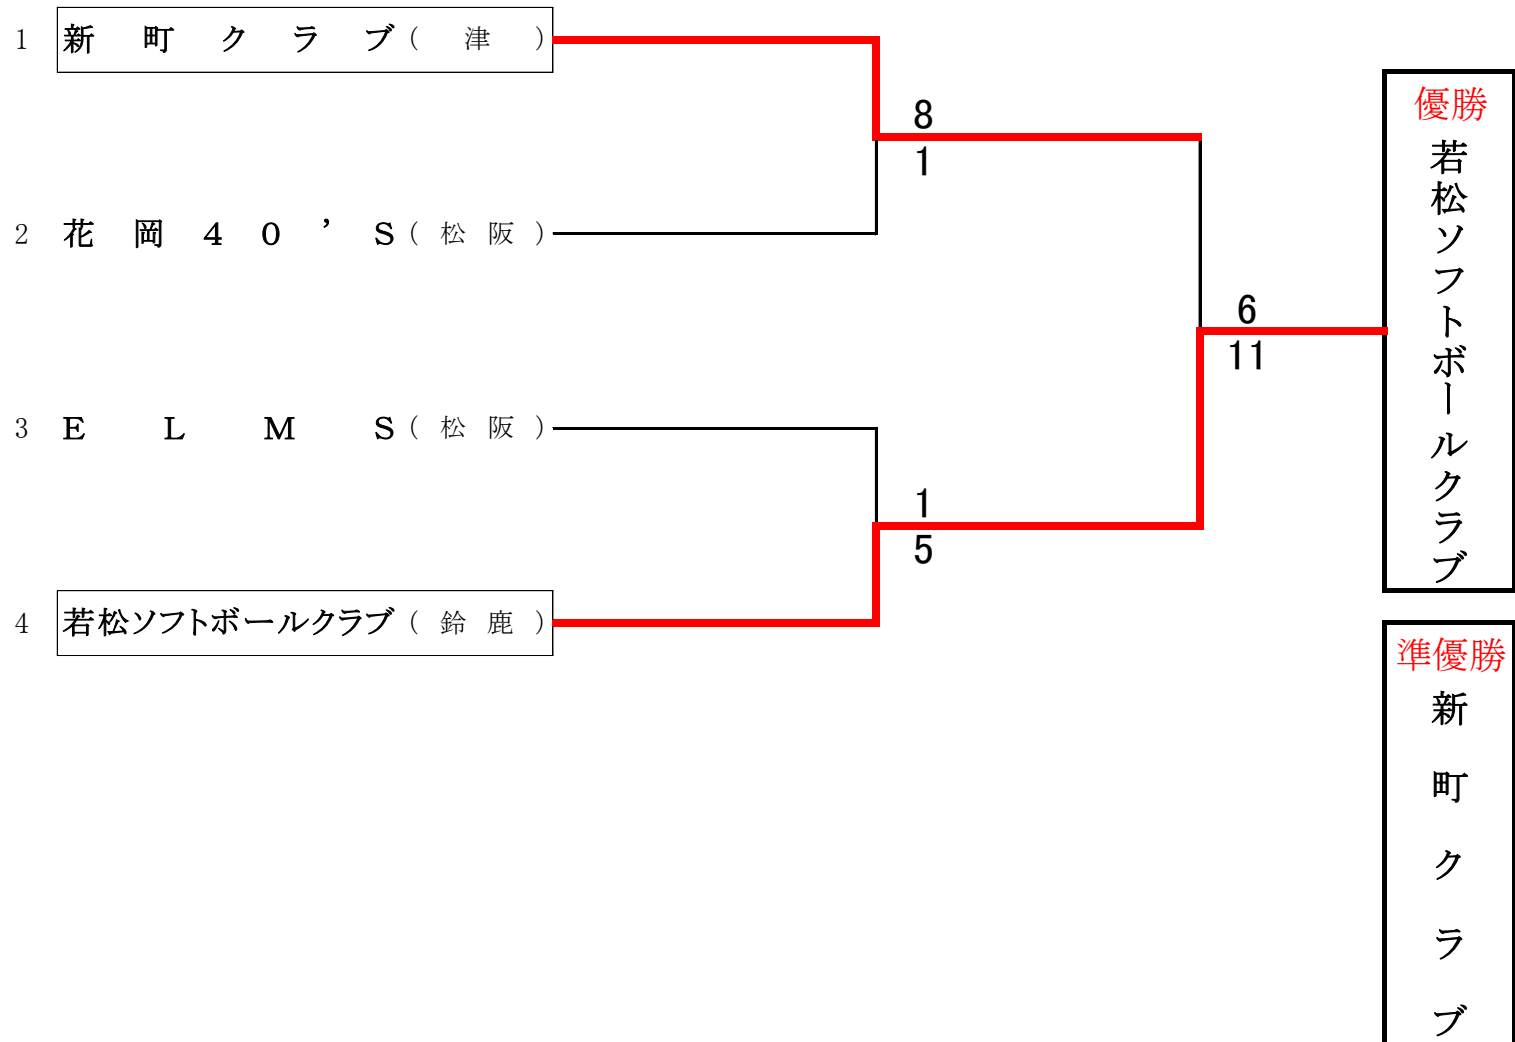 1 新町クラブ(津)
8
1
2 花岡40’S(松阪)
6
11
3 ELMS(松阪)
1
5
4 若松ソフトボールクラブ(鈴鹿)
優勝
若松ソフトボールクラブ
準優勝
新町クラブ